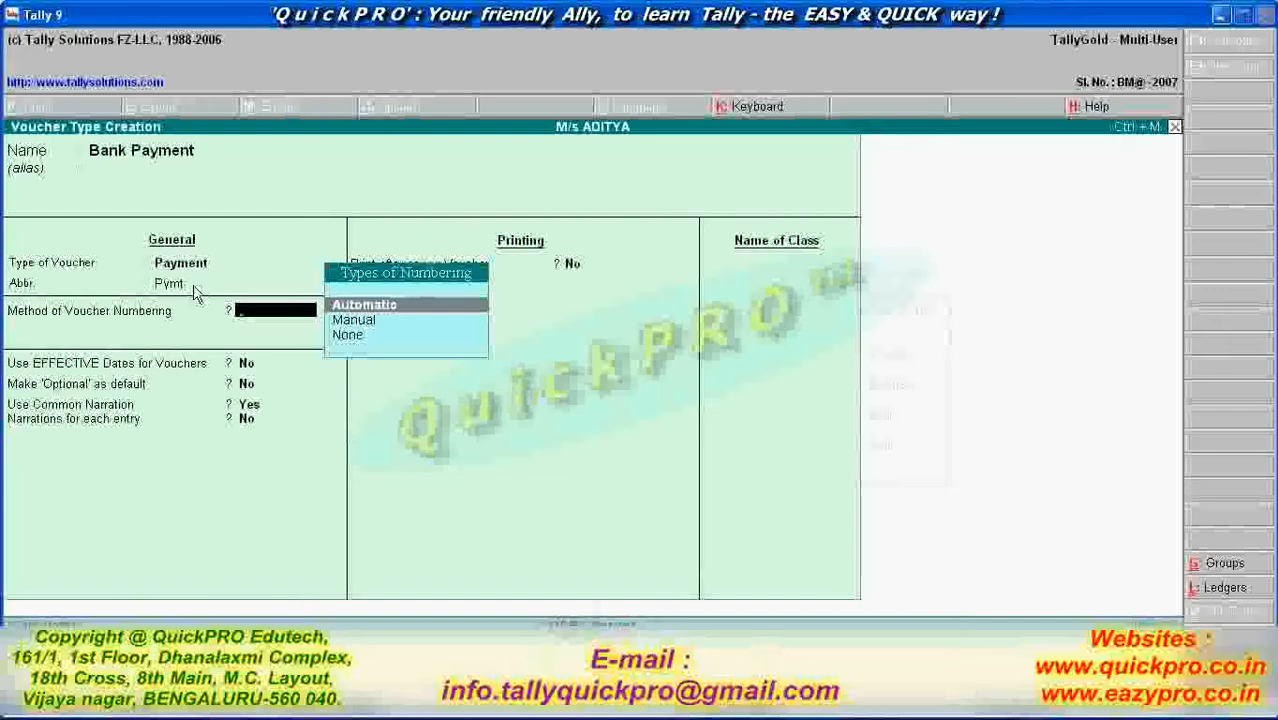 Tally 9
'QuickPRO' : Your friendly Ally, to learn Tally - the EASY & QUICK way !
(c) Tally Solutions FZ-LLC, 1988-2006
TallyGold - Multi-User
http://www.tallysolutions.com
Sl. No. : BM@-2007
K: Keyboard
H: Help
Voucher Type Creation
M/s ADITYA
Ctrl + M
Name Bank Payment
(alias)
General
Printing
Name of Class
Type of Voucher Payment
? No
Abbr. Pymt
Types of Numbering
Automatic
Manual
None
Method of Voucher Numbering ?
Use EFFECTIVE Dates for Vouchers ? No
Make 'Optional' as default ? No
Use Common Narration ? Yes
Narrations for each entry ? No
QuickPRO
G: Groups
L: Ledgers
Copyright @ QuickPRO Edutech,
161/1, 1st Floor, Dhanalaxmi Complex,
18th Cross, 8th Main, M.C. Layout,
Vijaya nagar, BENGALURU-560 040.
E-mail :
info.tallyquickpro@gmail.com
Websites :
www.quickpro.co.in
www.eazypro.co.in